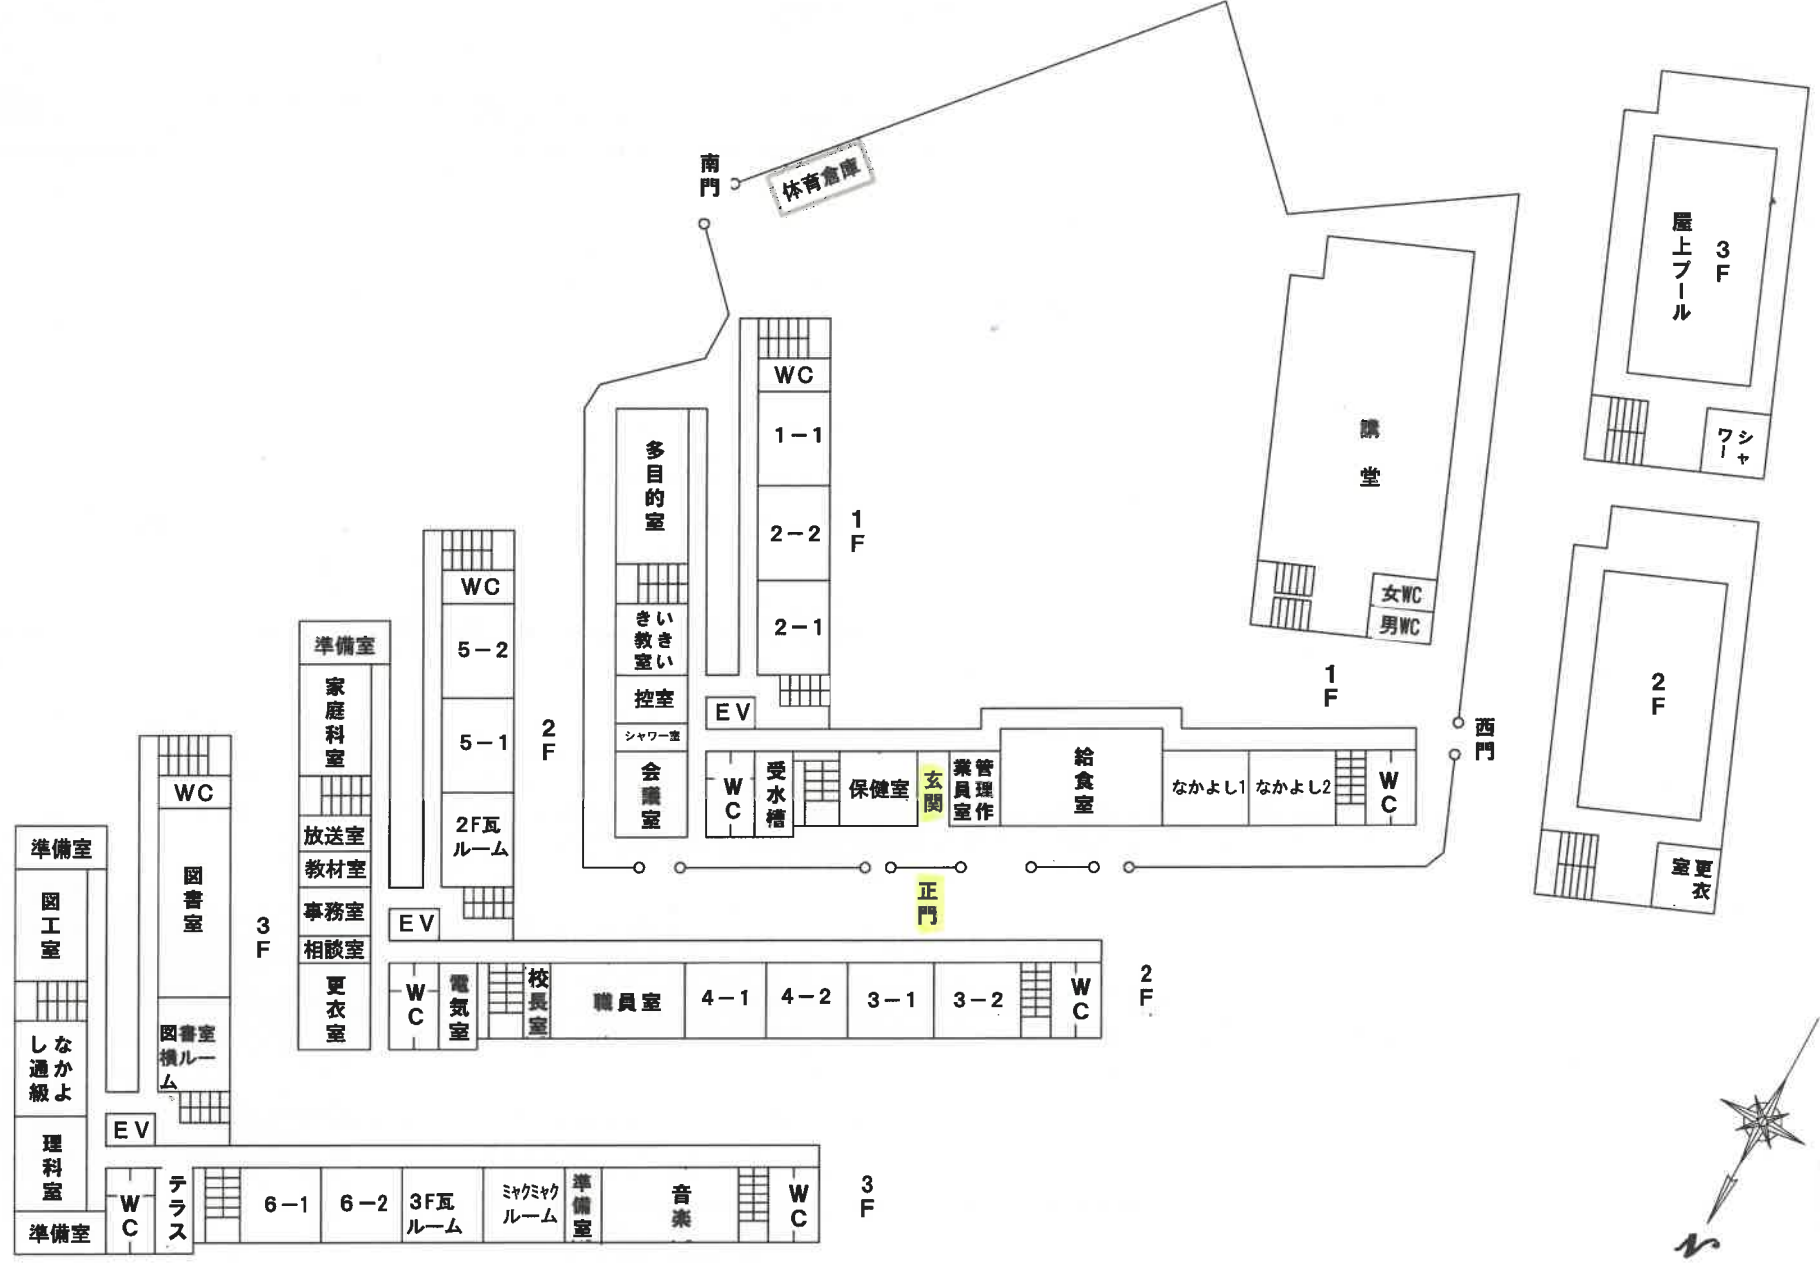 南門
体育倉庫
屋上プール
3F
シャワー
WC
1-1
2-2
2-1
1F
多目的室
いきいき教室
控室
シャワー室
会議室
EV
WC
受水槽
保健室
玄関
管理作業員室
給食室
なかよし1
なかよし2
WC
講堂
女WC
男WC
1F
西門
正門
2F
更衣室
WC
5-2
5-1
2F瓦ルーム
2F
準備室
家庭科室
放送室
教材室
事務室
相談室
更衣室
EV
WC
電気室
校長室
職員室
4-1
4-2
3-1
3-2
WC
2F
WC
図書室
図書室横ルーム
3F
準備室
図工室
なかよし通級
理科室
準備室
EV
WC
テラス
6-1
6-2
3F瓦ルーム
ミャクミャクルーム
準備室
音楽
WC
3F
N